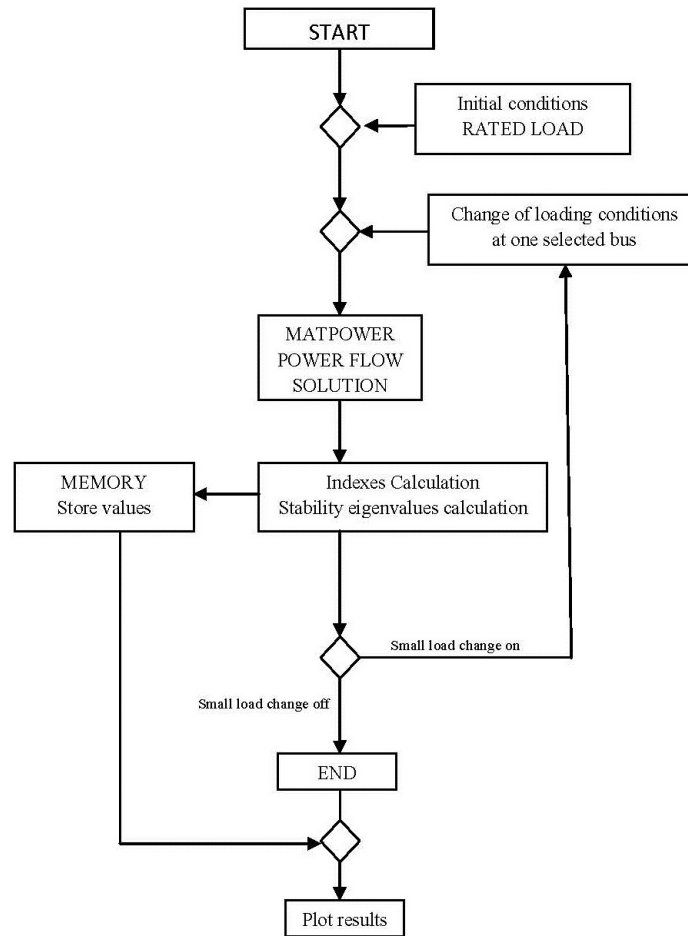 START
Initial conditions
RATED LOAD
Change of loading conditions
at one selected bus
MATPOWER
POWER FLOW
SOLUTION
MEMORY
Store values
Indexes Calculation
Stability eigenvalues calculation
Small load change on
Small load change off
END
Plot results